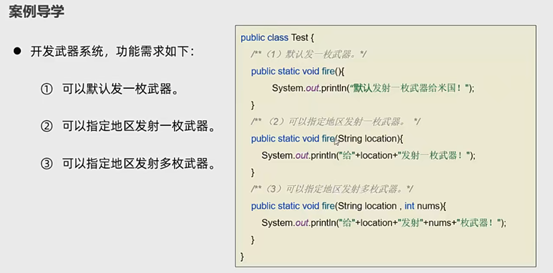 案例导学
● 开发武器系统，功能需求如下：
① 可以默认发一枚武器。
② 可以指定地区发射一枚武器。
③ 可以指定地区发射多枚武器。
public class Test {
/**（1）默认发一枚武器。*/
public static void fire(){
System.out.println("默认发射一枚武器给米国！");
}
/**（2）可以指定地区发射一枚武器。 */
public static void fire(String location){
System.out.println("给"+location+"发射一枚武器！");
}
/**（3）可以指定地区发射多枚武器。*/
public static void fire(String location , int nums){
System.out.println("给"+location+"发射"+nums+"枚武器！");
}
}